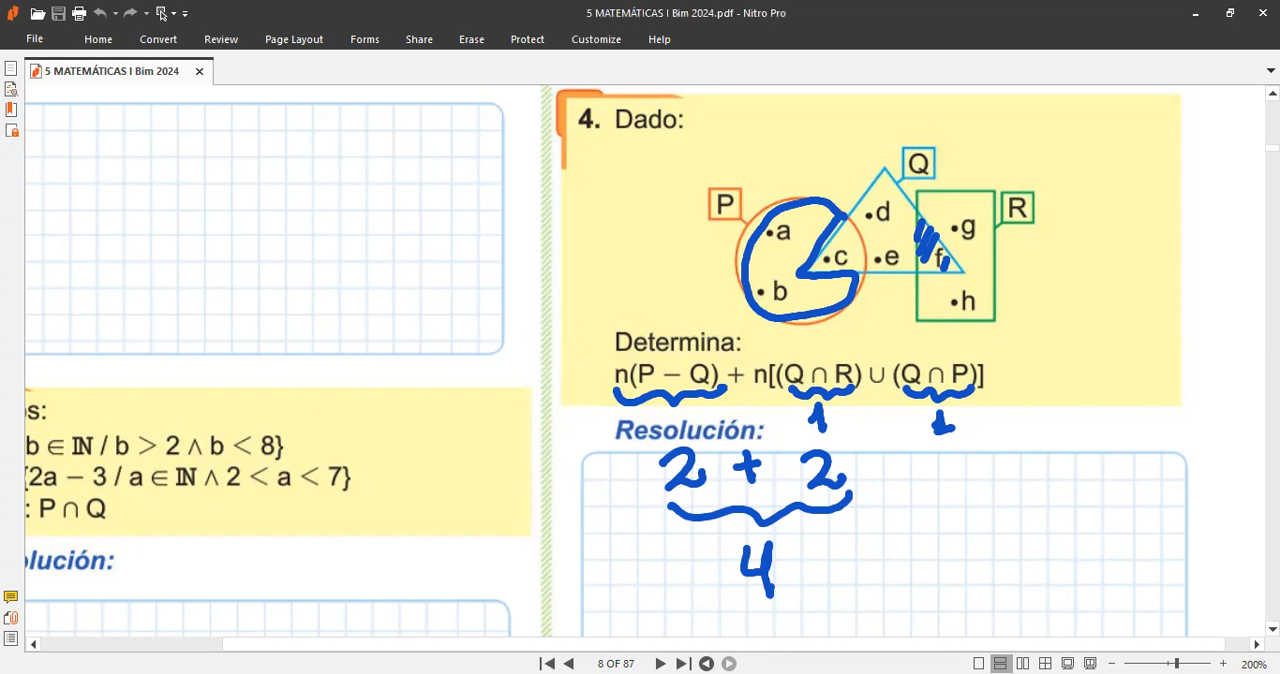 5 MATEMÁTICAS I Bim 2024.pdf - Nitro Pro
File Home Convert Review Page Layout Forms Share Erase Protect Customize Help
5 MATEMÁTICAS I Bim 2024
4. Dado:
Q
P
R
a
d
g
c
e
f
b
h
Determina:
n(P − Q) + n[(Q ∩ R) ∪ (Q ∩ P)]
1 1
Resolución:
2 + 2
4
os:
b ∈ ℕ / b > 2 ∧ b < 8}
{2a − 3 / a ∈ ℕ ∧ 2 < a < 7}
: P ∩ Q
olución:
8 OF 87
200%